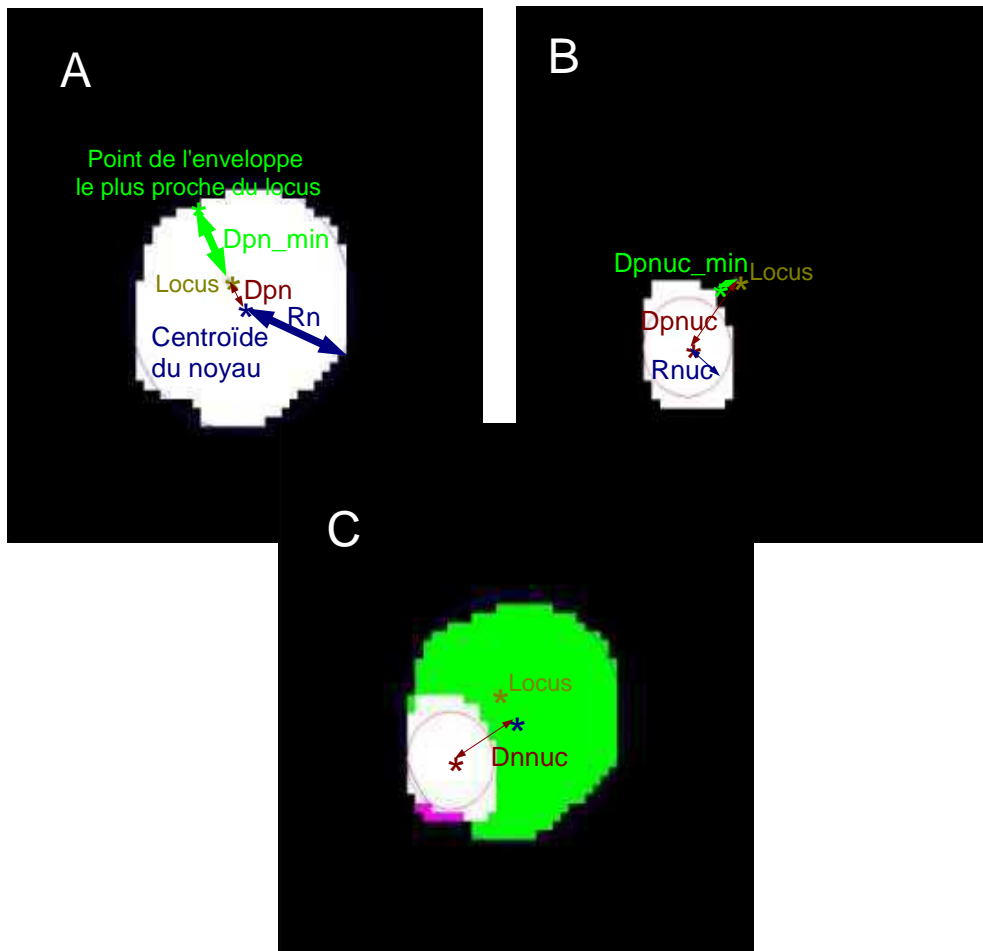 A
Point de l'enveloppe
le plus proche du locus
Dpn_min
Locus
Dpn
Rn
Centroïde
du noyau
B
Dpnuc_min
Locus
Dpnuc
Rnuc
C
Locus
Dnnuc